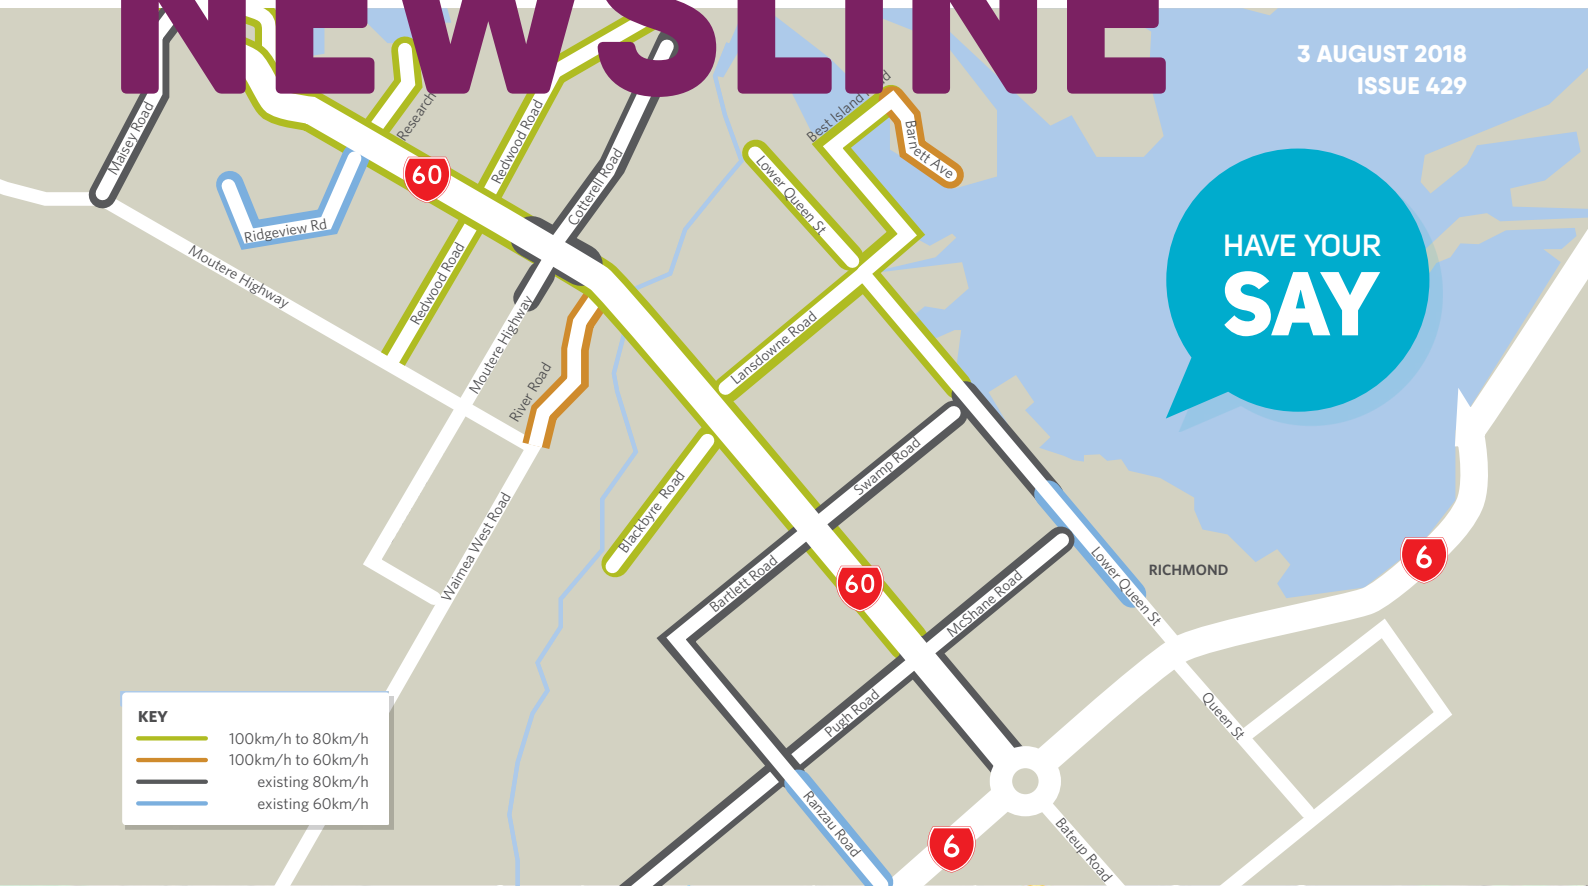 NEWSLINE
3 AUGUST 2018
ISSUE 429
HAVE YOUR
SAY
Maisey Road
Research
Redwood Road
Cotterell Road
60
Ridgeview Rd
Moutere Highway
Redwood Road
Moutere Highway
River Road
Waimea West Road
Best Island
Barnett Ave
Lower Queen St
Lansdowne Road
Blackbyre Road
Swamp Road
Bartlett Road
60
McShane Road
Lower Queen St
RICHMOND
6
Pugh Road
Queen St
Ranzau Road
6
Bateup Road
KEY
100km/h to 80km/h
100km/h to 60km/h
existing 80km/h
existing 60km/h